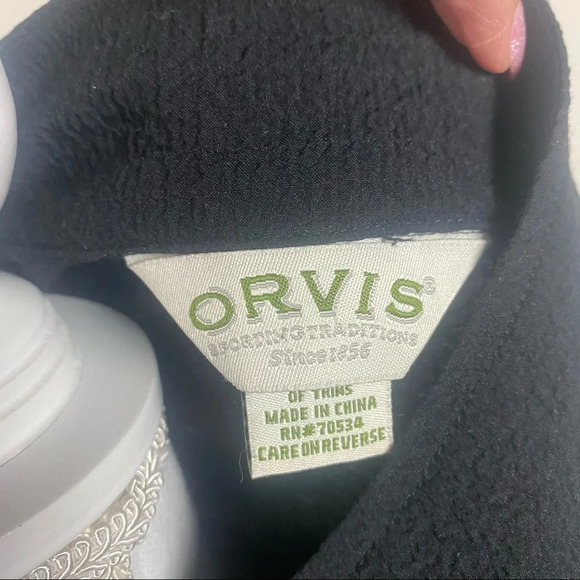 ORVIS®
SPORTING TRADITIONS
Since 1856
OF TRIMS
MADE IN CHINA
RN#70534
CARE ON REVERSE